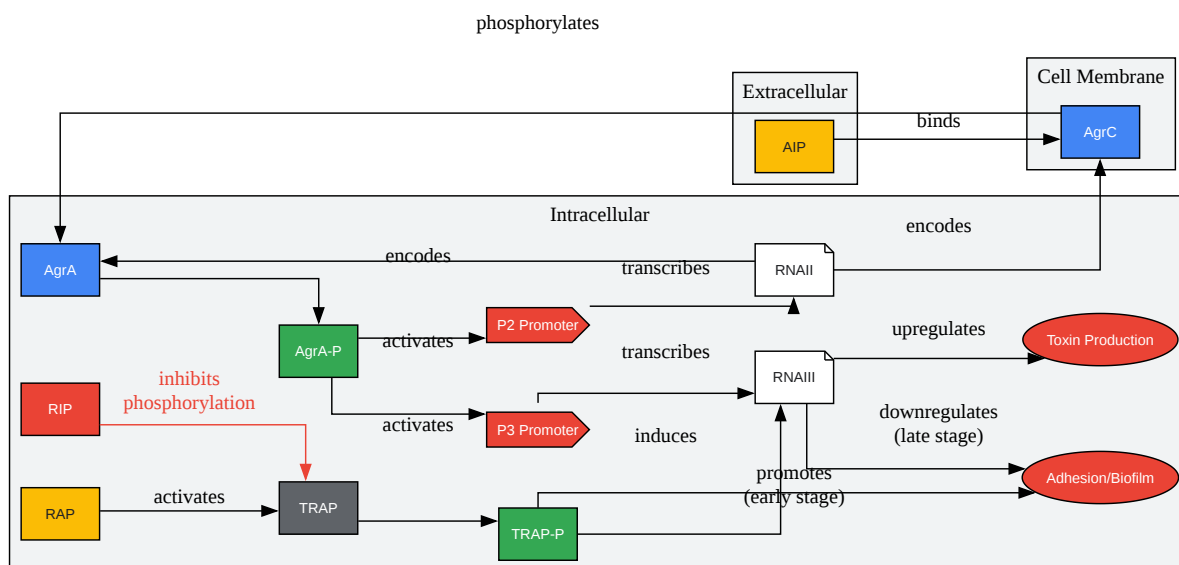 phosphorylates
Extracellular
Cell Membrane
AIP
binds
AgrC
Intracellular
encodes
encodes
AgrA
transcribes
RNAII
P2 Promoter
upregulates
activates
AgrA-P
transcribes
Toxin Production
RNAIII
inhibits
phosphorylation
RIP
activates
P3 Promoter
induces
downregulates
(late stage)
promotes
(early stage)
Adhesion/Biofilm
activates
RAP
TRAP
TRAP-P